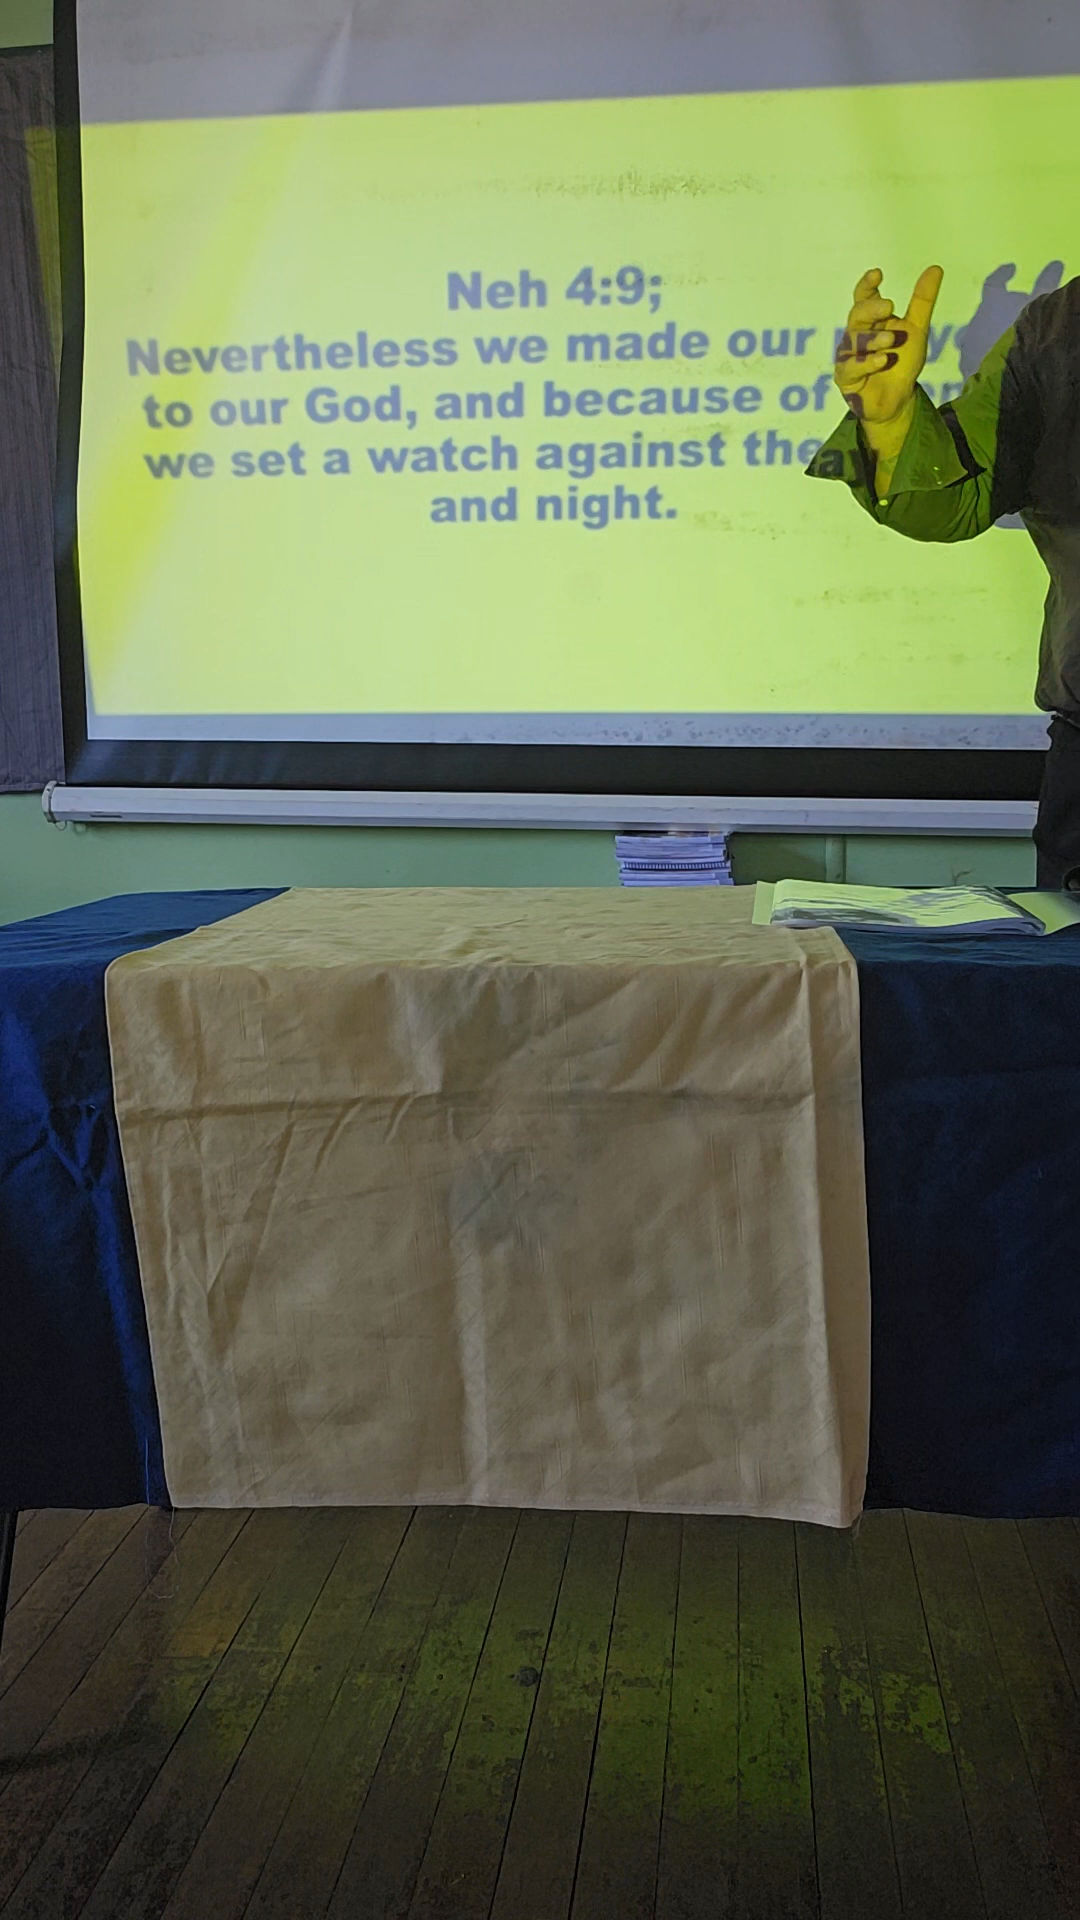 Neh 4:9;
Nevertheless we made our
to our God, and because of
we set a watch against
and night.